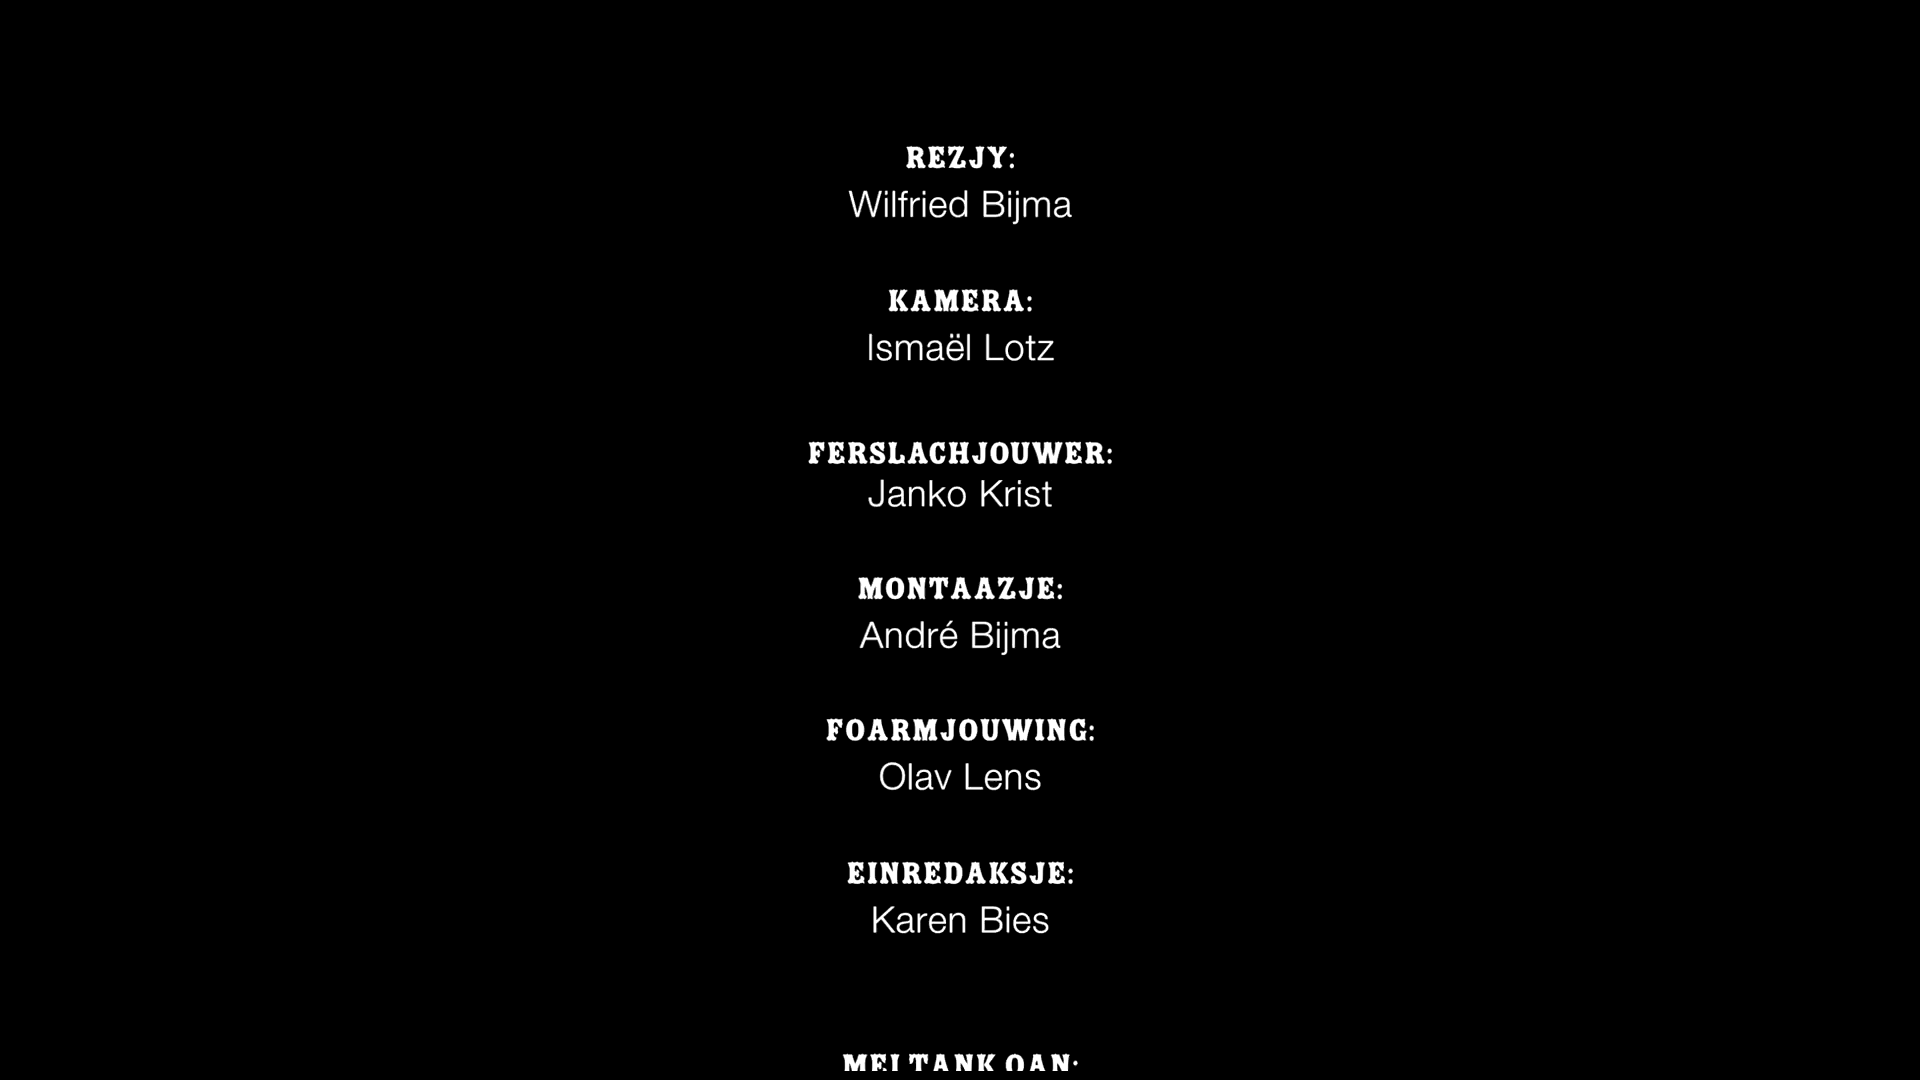 REZJY:
Wilfried Bijma
KAMERA:
Ismaël Lotz
FERSLACHJOUWER:
Janko Krist
MONTAAZJE:
André Bijma
FOARMJOUWING:
Olav Lens
EINREDAKSJE:
Karen Bies
MEI TANK OAN: